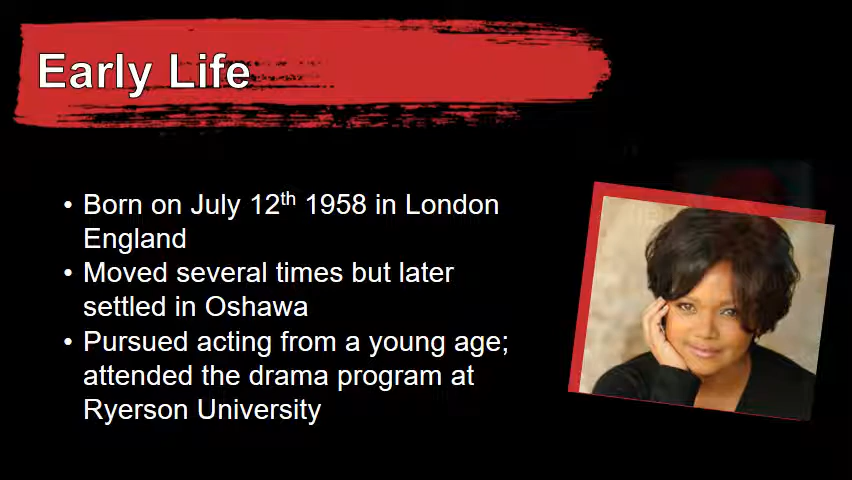 Early Life
• Born on July 12th 1958 in London
England
• Moved several times but later
settled in Oshawa
• Pursued acting from a young age;
attended the drama program at
Ryerson University